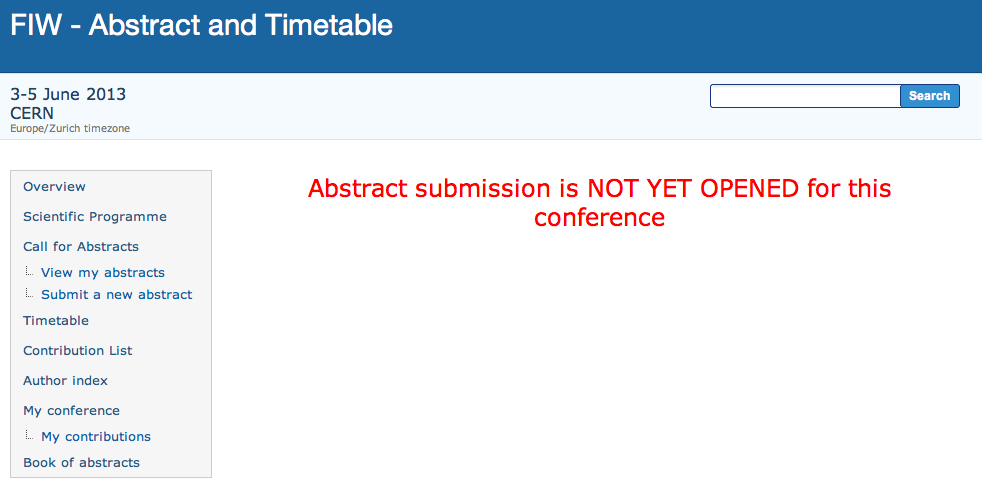 FIW - Abstract and Timetable
3-5 June 2013
CERN
Europe/Zurich timezone
Search
Overview
Scientific Programme
Call for Abstracts
View my abstracts
Submit a new abstract
Timetable
Contribution List
Author index
My conference
My contributions
Book of abstracts
Abstract submission is NOT YET OPENED for this
conference